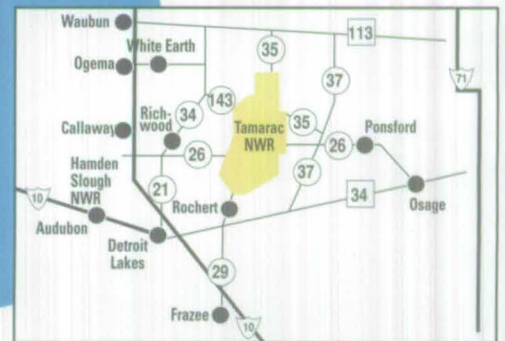 Waubun
113
White Earth
35
Ogema
37
71
143
34
Rich-
wood
35
Tamarac
NWR
Ponsford
Callaway
26
26
Hamden
Slough
NWR
37
21
34
10
Rochert
Osage
Audubon
Detroit
Lakes
29
Frazee
10